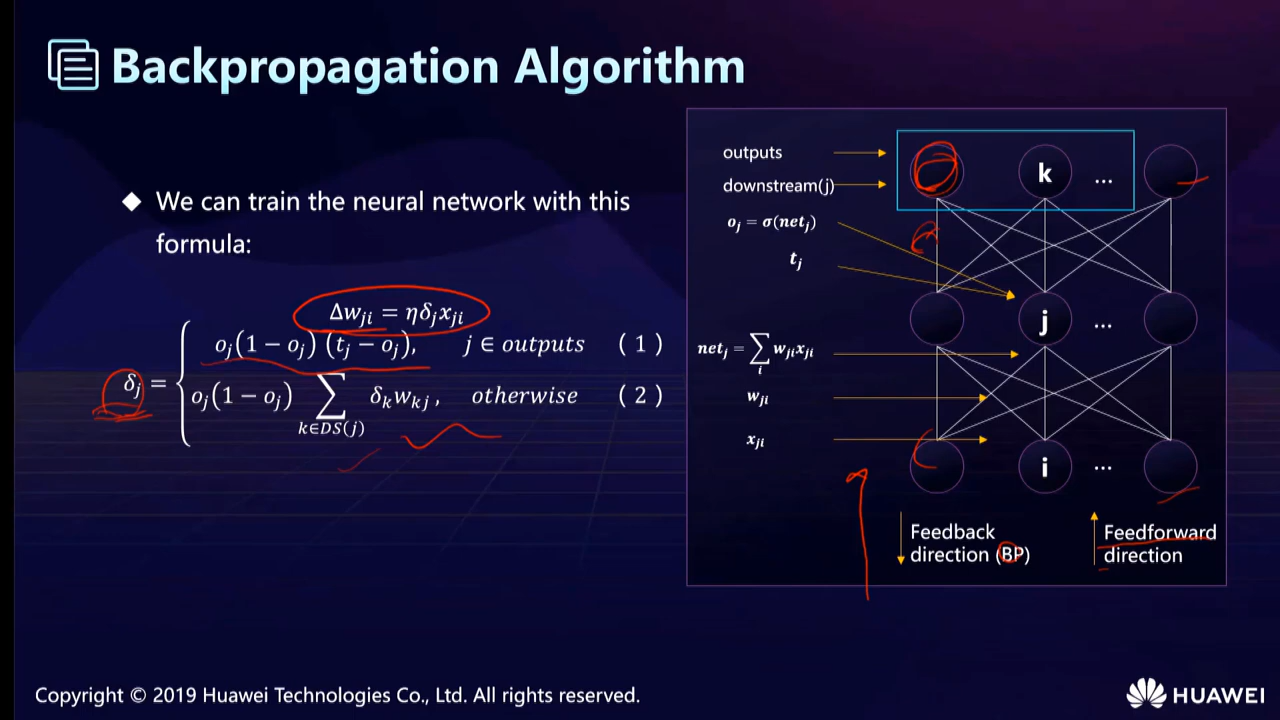 Backpropagation Algorithm
◆ We can train the neural network with this
formula:
Δw_ji = ηδ_j x_ji
δ_j = { o_j(1 − o_j) (t_j − o_j), j ∈ outputs (1)
o_j(1 − o_j) ∑_{k∈DS(j)} δ_k w_kj, otherwise (2)
outputs
downstream(j)
o_j = σ(net_j)
t_j
net_j = ∑_i w_ji x_ji
w_ji
x_ji
k ...
j ...
i ...
Feedback
direction (BP)
Feedforward
direction
Copyright © 2019 Huawei Technologies Co., Ltd. All rights reserved.
HUAWEI